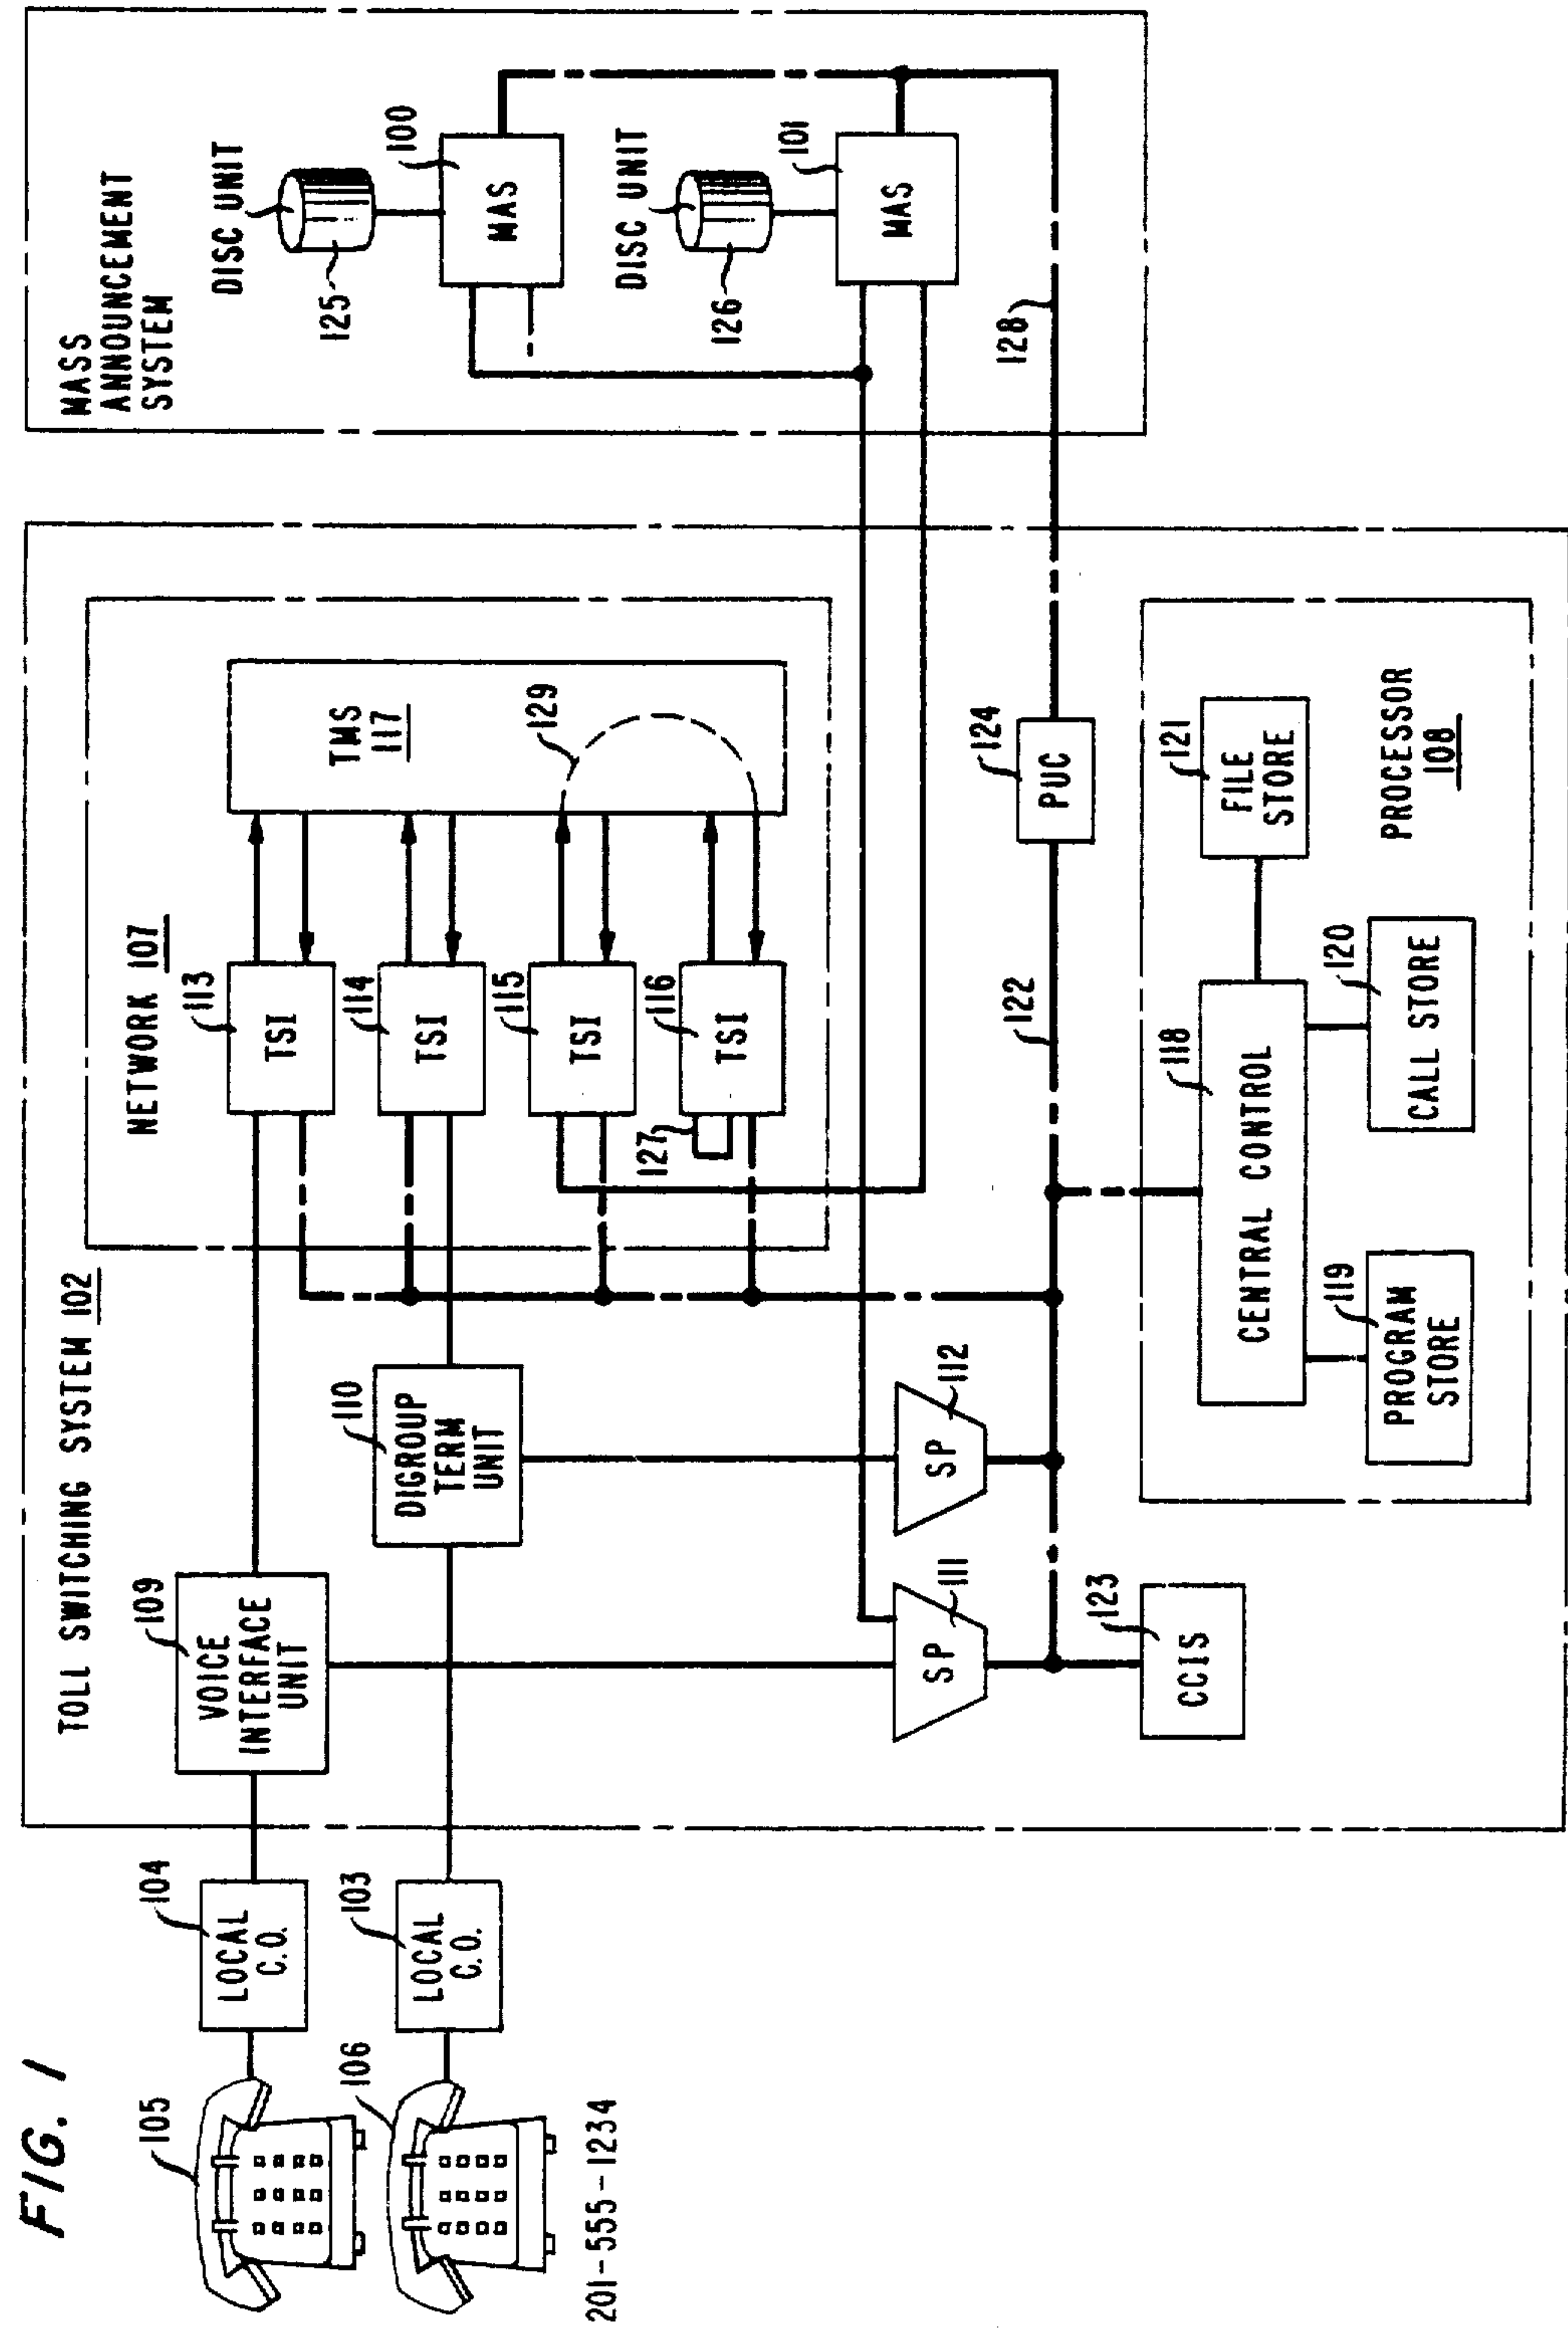 FIG. 1
105
106
201-555-1234
104
LOCAL
C.O.
103
LOCAL
C.O.
TOLL SWITCHING SYSTEM 102
109
VOICE
INTERFACE
UNIT
110
DIGROUP
TERM
UNIT
SP
111
SP
112
CCIS
123
NETWORK 107
113
TSI
114
TSI
115
TSI
116
TSI
127
TMS
117
129
122
PUC
124
CENTRAL CONTROL
118
PROGRAM
STORE
119
CALL STORE
120
FILE
STORE
121
PROCESSOR
108
MASS
ANNOUNCEMENT
SYSTEM
DISC UNIT
125
MAS
100
DISC UNIT
126
MAS
101
128